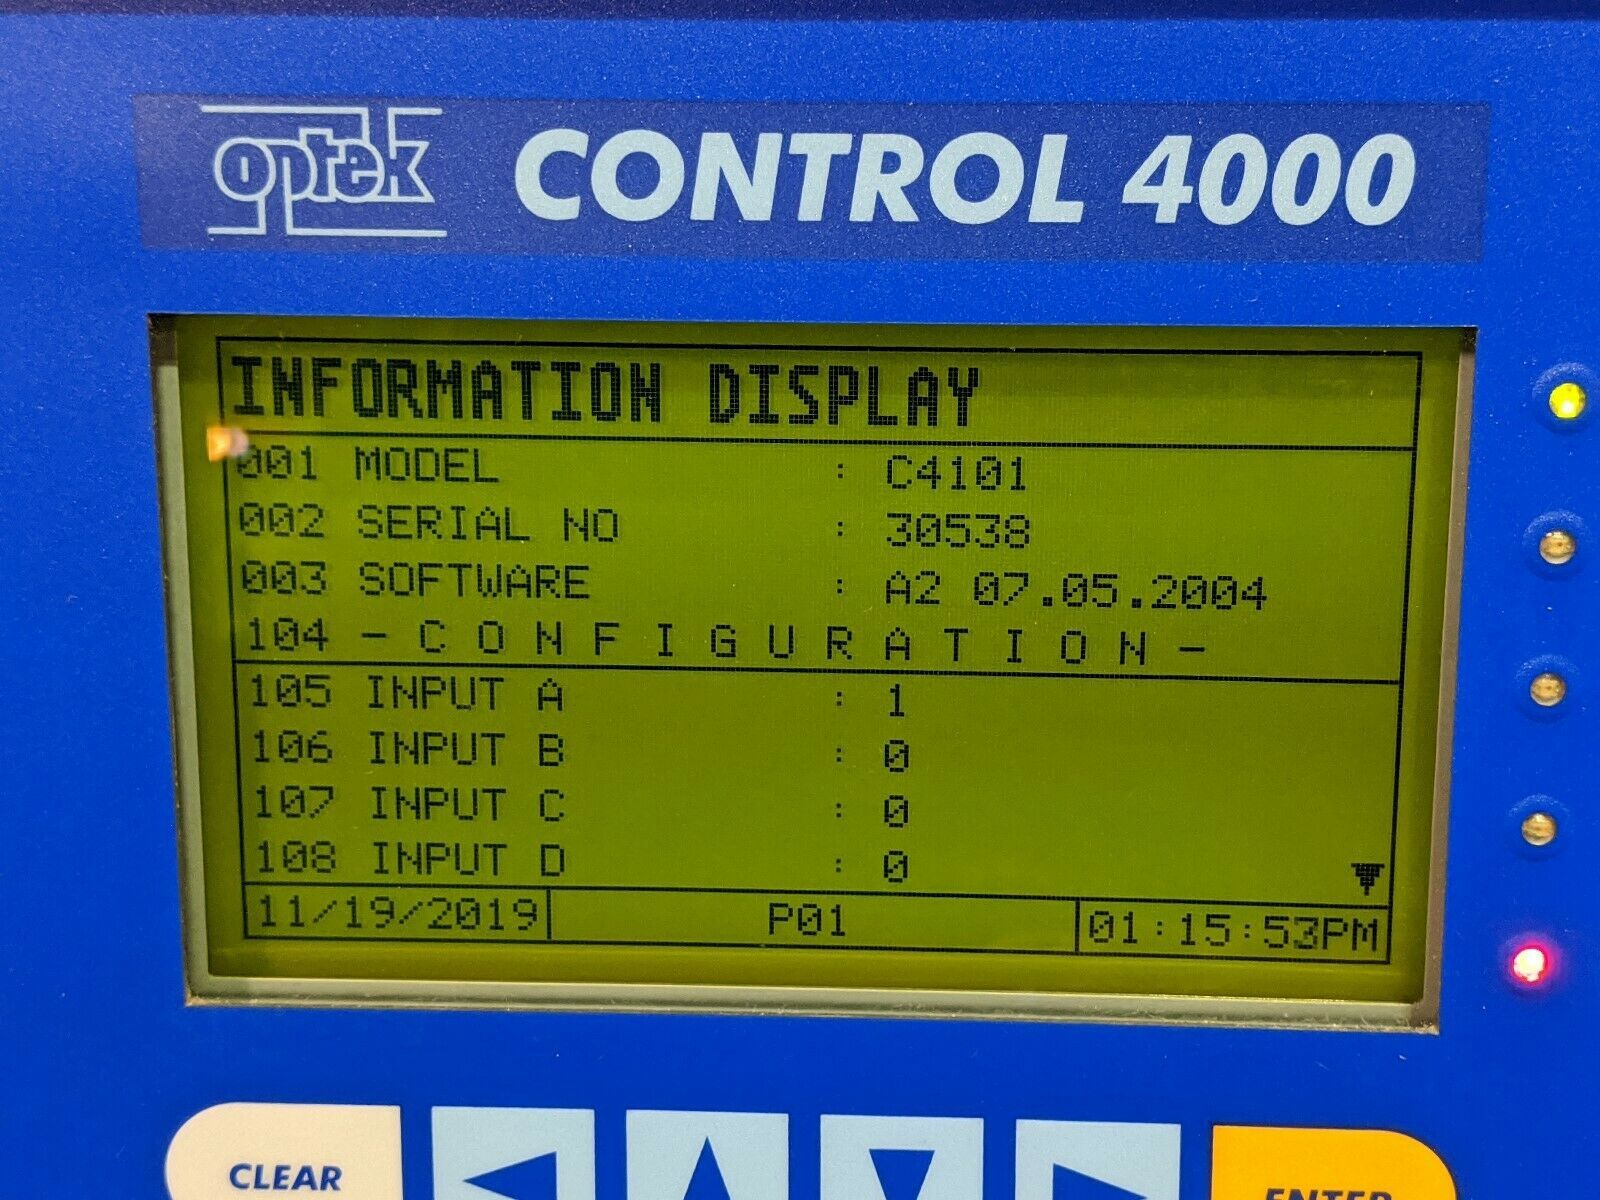 optek CONTROL 4000
INFORMATION DISPLAY
001 MODEL : C4101
002 SERIAL NO : 30538
003 SOFTWARE : A2 07.05.2004
104 -CONFIGURATION-
105 INPUT A : 1
106 INPUT B : 0
107 INPUT C : 0
108 INPUT D : 0
11/19/2019 P01 01:15:53PM
CLEAR ENTER